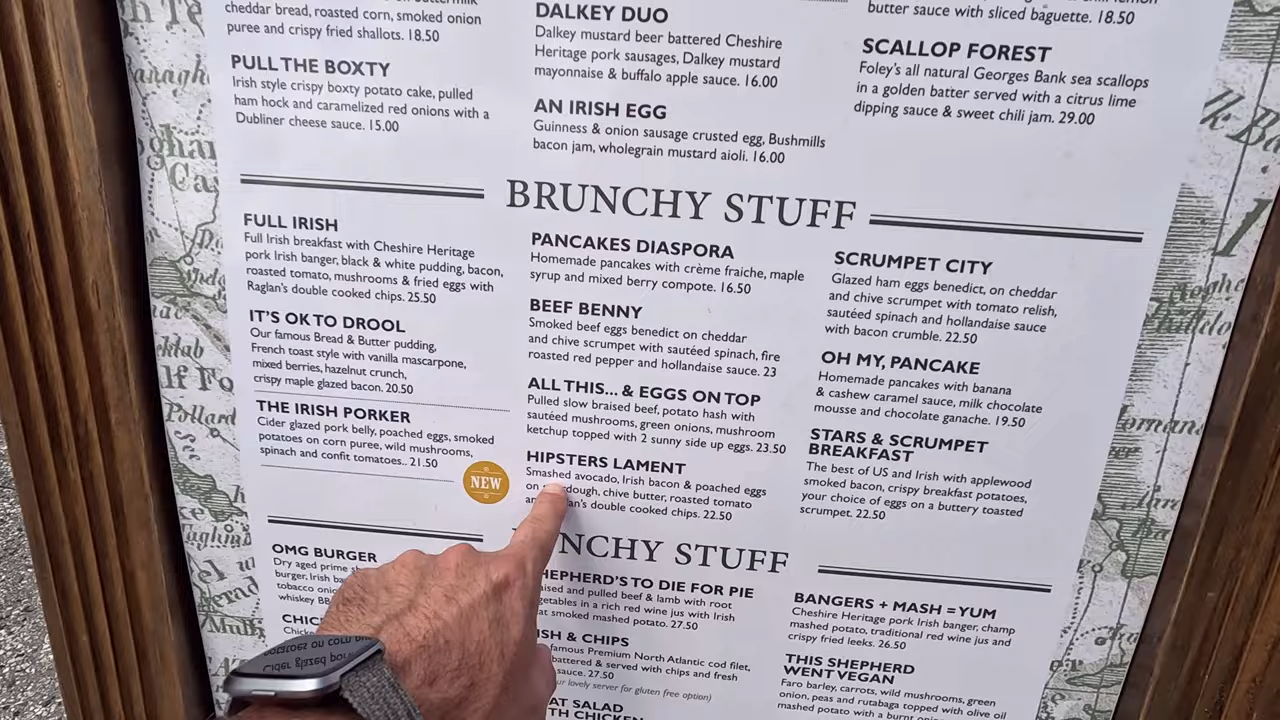 cheddar bread, roasted corn, smoked onion
puree and crispy fried shallots. 18.50
PULL THE BOXTY
Irish style crispy boxty potato cake, pulled
ham hock and caramelized red onions with a
Dubliner cheese sauce. 15.00
DALKEY DUO
Dalkey mustard beer battered Cheshire
Heritage pork sausages, Dalkey mustard
mayonnaise & buffalo apple sauce. 16.00
AN IRISH EGG
Guinness & onion sausage crusted egg, Bushmills
bacon jam, wholegrain mustard aioli. 16.00
butter sauce with sliced baguette. 18.50
SCALLOP FOREST
Foley's all natural Georges Bank sea scallops
in a golden batter served with a citrus lime
dipping sauce & sweet chili jam. 29.00
BRUNCHY STUFF
FULL IRISH
Full Irish breakfast with Cheshire Heritage
pork Irish banger, black & white pudding, bacon,
roasted tomato, mushrooms & fried eggs with
Raglan's double cooked chips. 25.50
IT'S OK TO DROOL
Our famous Bread & Butter pudding,
French toast style with vanilla mascarpone,
mixed berries, hazelnut crunch,
crispy maple glazed bacon. 20.50
THE IRISH PORKER
Cider glazed pork belly, poached eggs, smoked
potatoes on corn puree, wild mushrooms,
spinach and confit tomatoes.. 21.50
NEW
PANCAKES DIASPORA
Homemade pancakes with crème fraiche, maple
syrup and mixed berry compote. 16.50
BEEF BENNY
Smoked beef eggs benedict on cheddar
and chive scrumpet with sautéed spinach, fire
roasted red pepper and hollandaise sauce. 23
ALL THIS... & EGGS ON TOP
Pulled slow braised beef, potato hash with
sautéed mushrooms, green onions, mushroom
ketchup topped with 2 sunny side up eggs. 23.50
HIPSTERS LAMENT
Smashed avocado, Irish bacon & poached eggs
on dough, chive butter, roasted tomato
an's double cooked chips. 22.50
SCRUMPET CITY
Glazed ham eggs benedict, on cheddar
and chive scrumpet with tomato relish,
sautéed spinach and hollandaise sauce
with bacon crumble. 22.50
OH MY, PANCAKE
Homemade pancakes with banana
& cashew caramel sauce, milk chocolate
mousse and chocolate ganache. 19.50
STARS & SCRUMPET
BREAKFAST
The best of US and Irish with applewood
smoked bacon, crispy breakfast potatoes,
your choice of eggs on a buttery toasted
scrumpet. 22.50
NCHY STUFF
OMG BURGER
Dry aged prime
burger, Irish
tobacco
whiskey
HEPHERD'S TO DIE FOR PIE
aised and pulled beef & lamb with root
getables in a rich red wine jus with Irish
at smoked mashed potato. 27.50
ISH & CHIPS
famous Premium North Atlantic cod filet,
battered & served with chips and fresh
sauce. 27.50
ur lovely server for gluten free option)
AT SALAD
TH CHICKEN
BANGERS + MASH = YUM
Cheshire Heritage pork Irish banger, champ
mashed potato, traditional red wine jus and
crispy fried leeks. 26.50
THIS SHEPHERD
WENT VEGAN
Faro barley, carrots, wild mushrooms, green
onion, peas and rutabaga topped with olive oil
mashed potato with a burnt